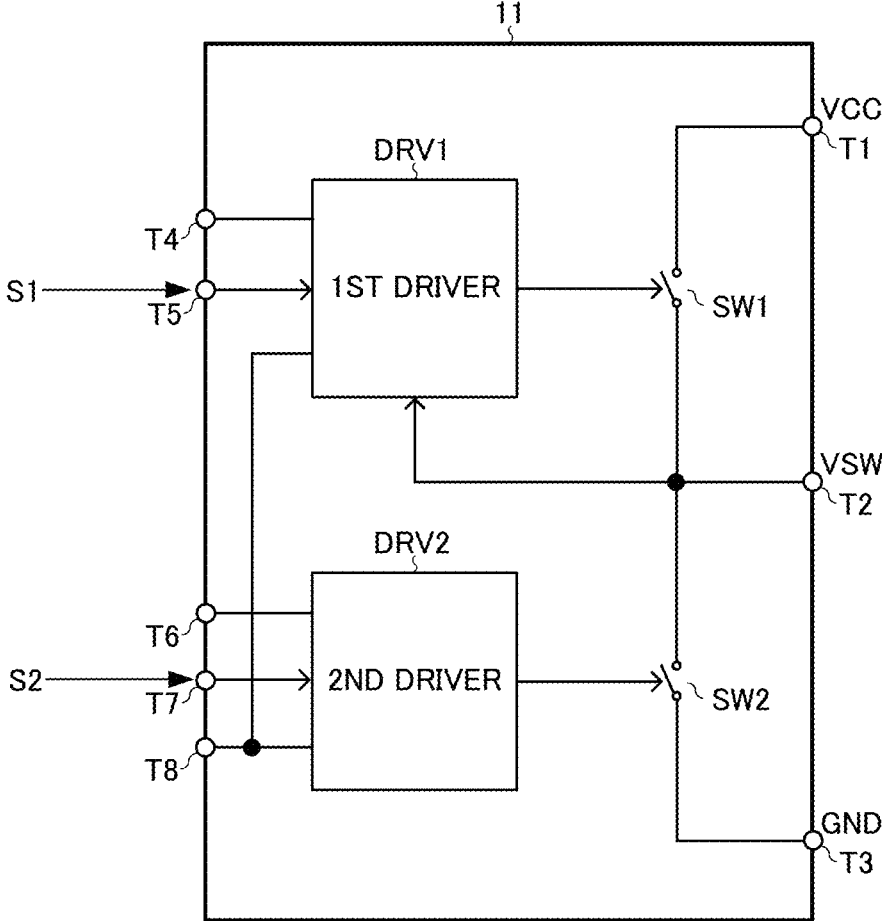 11
VCC
T1
DRV1
T4
1ST DRIVER
S1
T5
SW1
VSW
T2
DRV2
T6
2ND DRIVER
S2
T7
SW2
T8
GND
T3